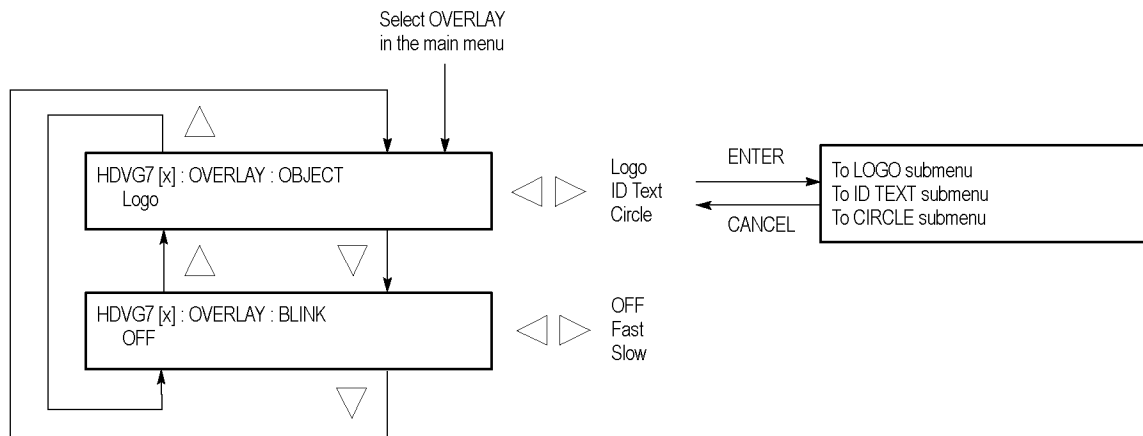 Select OVERLAY
in the main menu
HDVG7 [x] : OVERLAY : OBJECT
Logo
Logo
ID Text
Circle
ENTER
CANCEL
To LOGO submenu
To ID TEXT submenu
To CIRCLE submenu
HDVG7 [x] : OVERLAY : BLINK
OFF
OFF
Fast
Slow